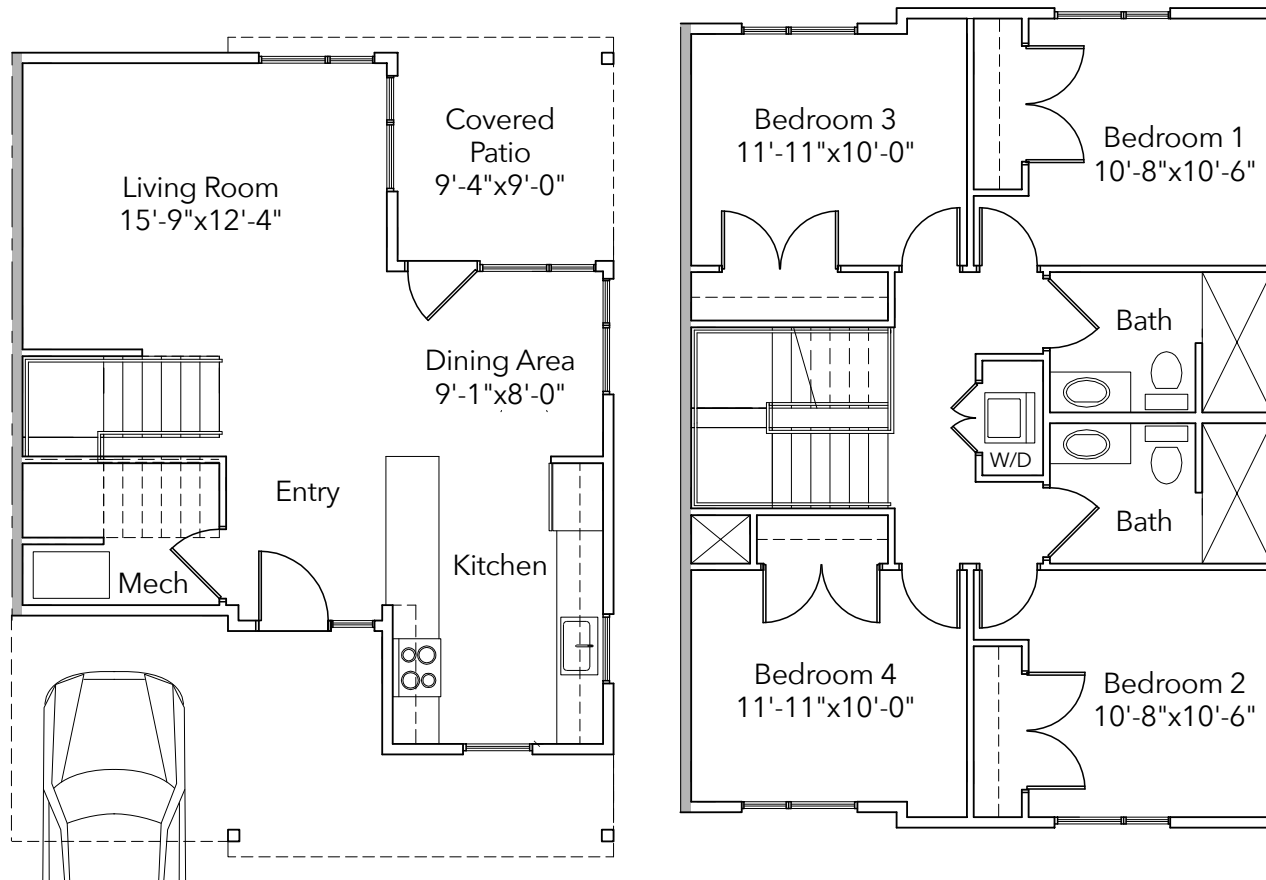 Covered
Patio
9'-4"x9'-0"
Living Room
15'-9"x12'-4"
Dining Area
9'-1"x8'-0"
Entry
Kitchen
Mech
Bedroom 3
11'-11"x10'-0"
Bedroom 1
10'-8"x10'-6"
Bath
W/D
Bath
Bedroom 4
11'-11"x10'-0"
Bedroom 2
10'-8"x10'-6"